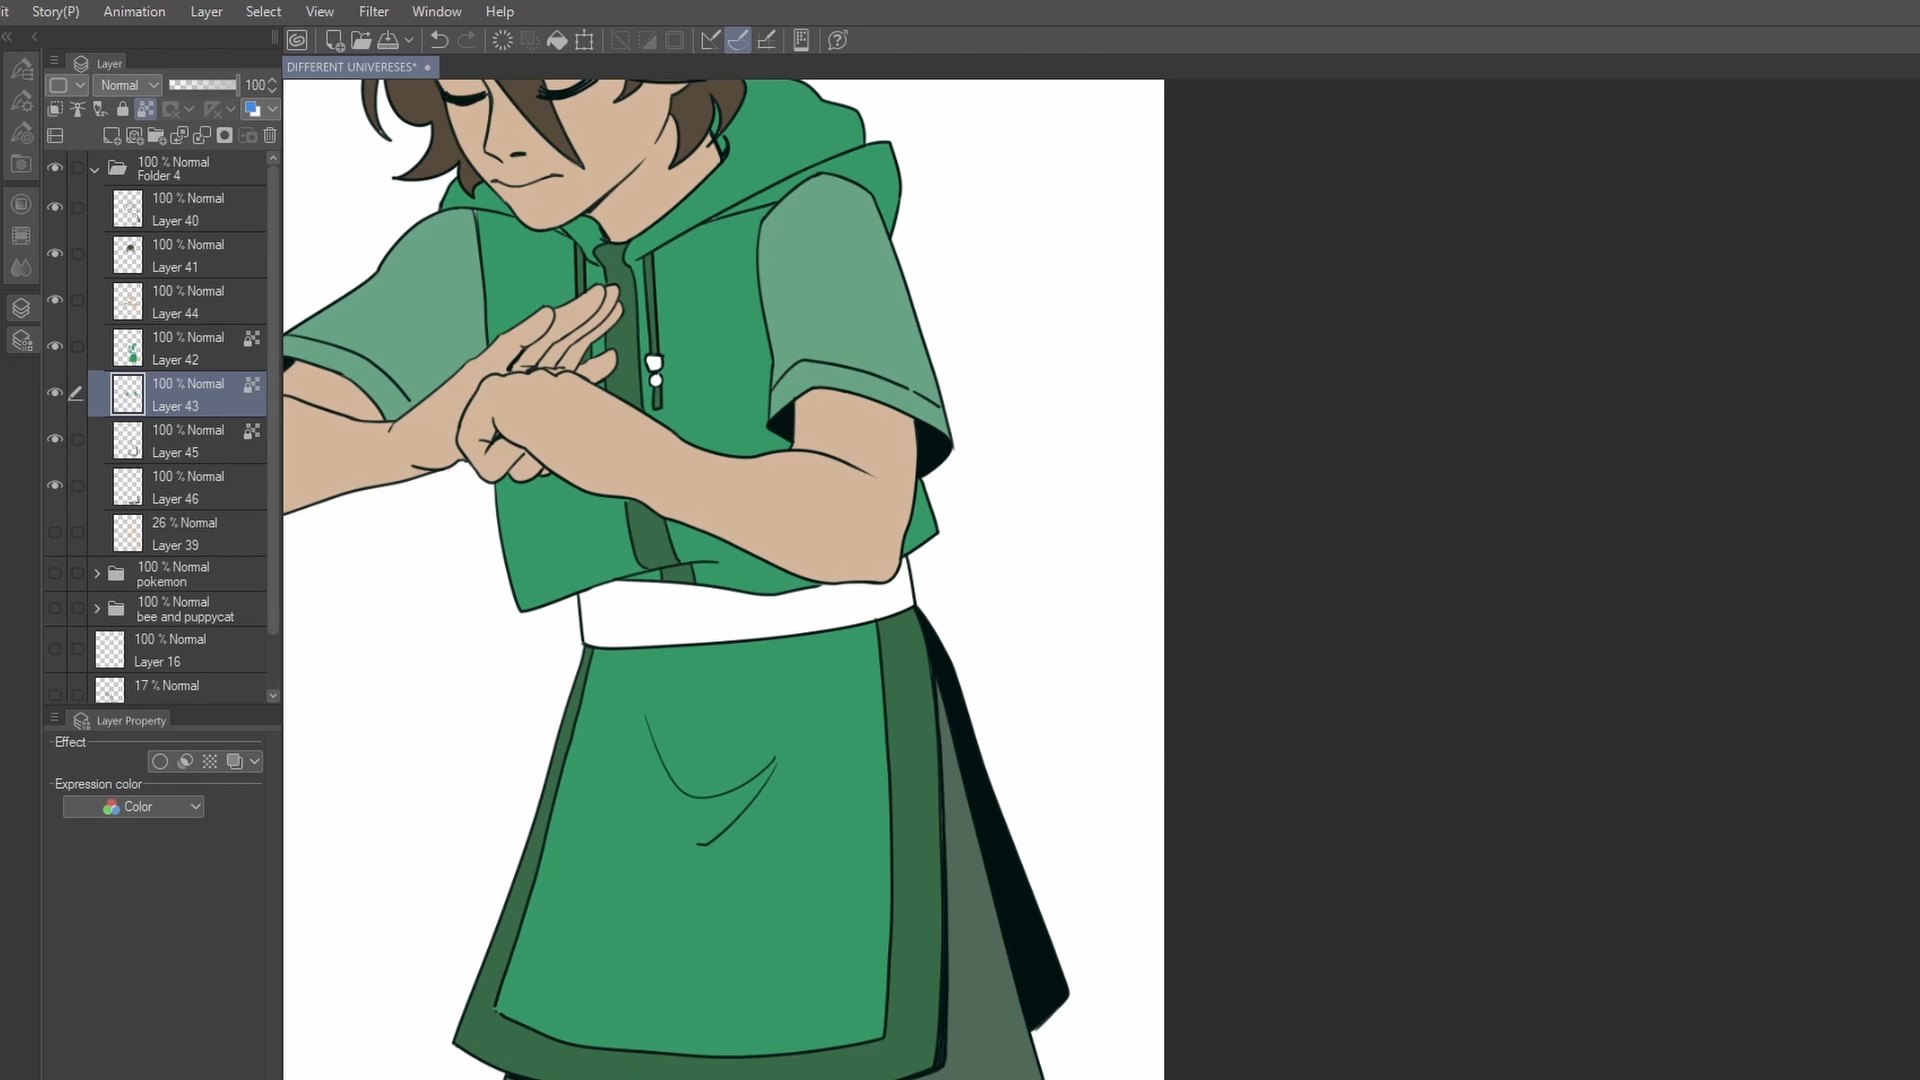 it Story(P) Animation Layer Select View Filter Window Help
Layer
DIFFERENT UNIVERESES*
Normal 100
100 % Normal
Folder 4
100 % Normal
Layer 40
100 % Normal
Layer 41
100 % Normal
Layer 44
100 % Normal
Layer 42
100 % Normal
Layer 43
100 % Normal
Layer 45
100 % Normal
Layer 46
26 % Normal
Layer 39
100 % Normal
pokemon
100 % Normal
bee and puppycat
100 % Normal
Layer 16
17 % Normal
Layer Property
Effect
Expression color
Color